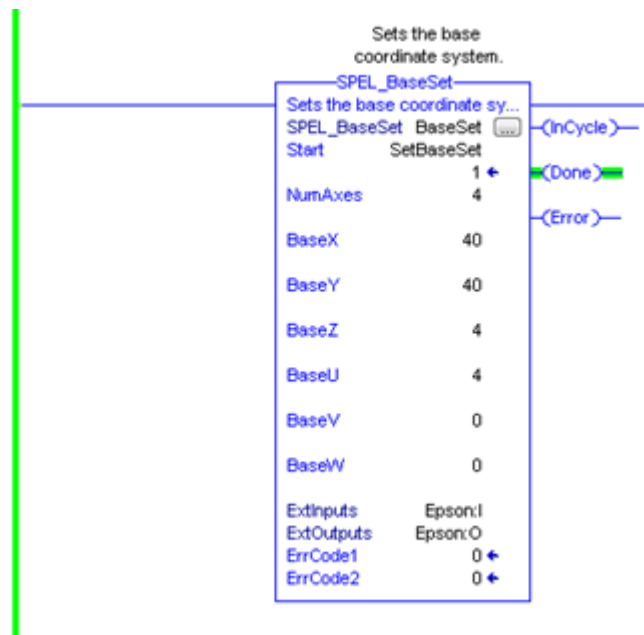 Sets the base
coordinate system.
SPEL_BaseSet
Sets the base coordinate sy...
SPEL_BaseSet BaseSet ...
(InCycle)
Start SetBaseSet
1
(Done)
NumAxes 4
(Error)
BaseX 40
BaseY 40
BaseZ 4
BaseU 4
BaseV 0
BaseW 0
ExtInputs Epson:I
ExtOutputs Epson:O
ErrCode1 0
ErrCode2 0